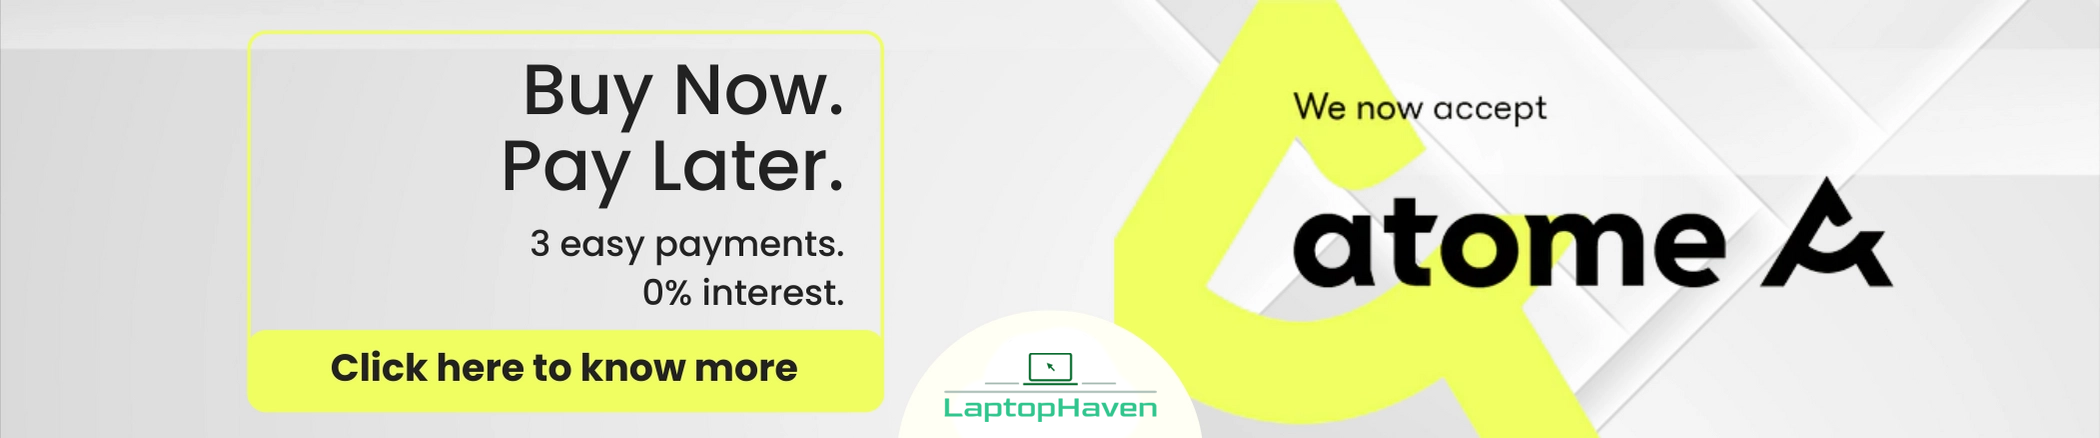 Buy Now.
Pay Later.
3 easy payments.
0% interest.
Click here to know more
We now accept
atome
LaptopHaven